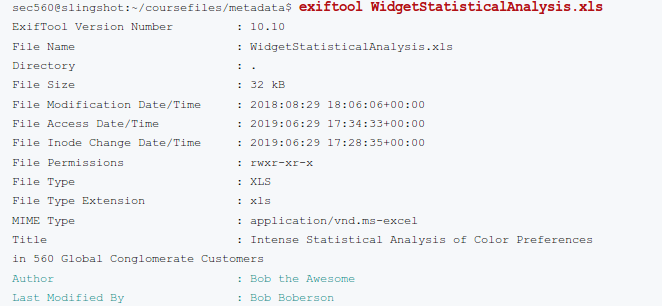 sec560@slingshot:~/coursefiles/metadata$ exiftool WidgetStatisticalAnalysis.xls
ExifTool Version Number : 10.10
File Name : WidgetStatisticalAnalysis.xls
Directory : .
File Size : 32 kB
File Modification Date/Time : 2018:08:29 18:06:06+00:00
File Access Date/Time : 2019:06:29 17:34:33+00:00
File Inode Change Date/Time : 2019:06:29 17:28:35+00:00
File Permissions : rwxr-xr-x
File Type : XLS
File Type Extension : xls
MIME Type : application/vnd.ms-excel
Title : Intense Statistical Analysis of Color Preferences
in 560 Global Conglomerate Customers
Author : Bob the Awesome
Last Modified By : Bob Boberson